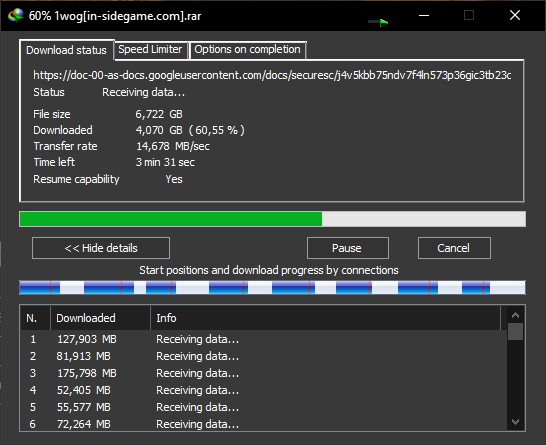 60% 1wog[in-sidegame.com].rar
Download status Speed Limiter Options on completion
https://doc-00-as-docs.googleusercontent.com/docs/securesc/j4v5kbb75ndv7f4ln573p36gic3tb23c
Status Receiving data...
File size 6,722 GB
Downloaded 4,070 GB ( 60,55 % )
Transfer rate 14,678 MB/sec
Time left 3 min 31 sec
Resume capability Yes
<< Hide details Pause Cancel
Start positions and download progress by connections
N. Downloaded Info
1 127,903 MB Receiving data...
2 81,913 MB Receiving data...
3 175,798 MB Receiving data...
4 52,405 MB Receiving data...
5 55,577 MB Receiving data...
6 72,264 MB Receiving data...